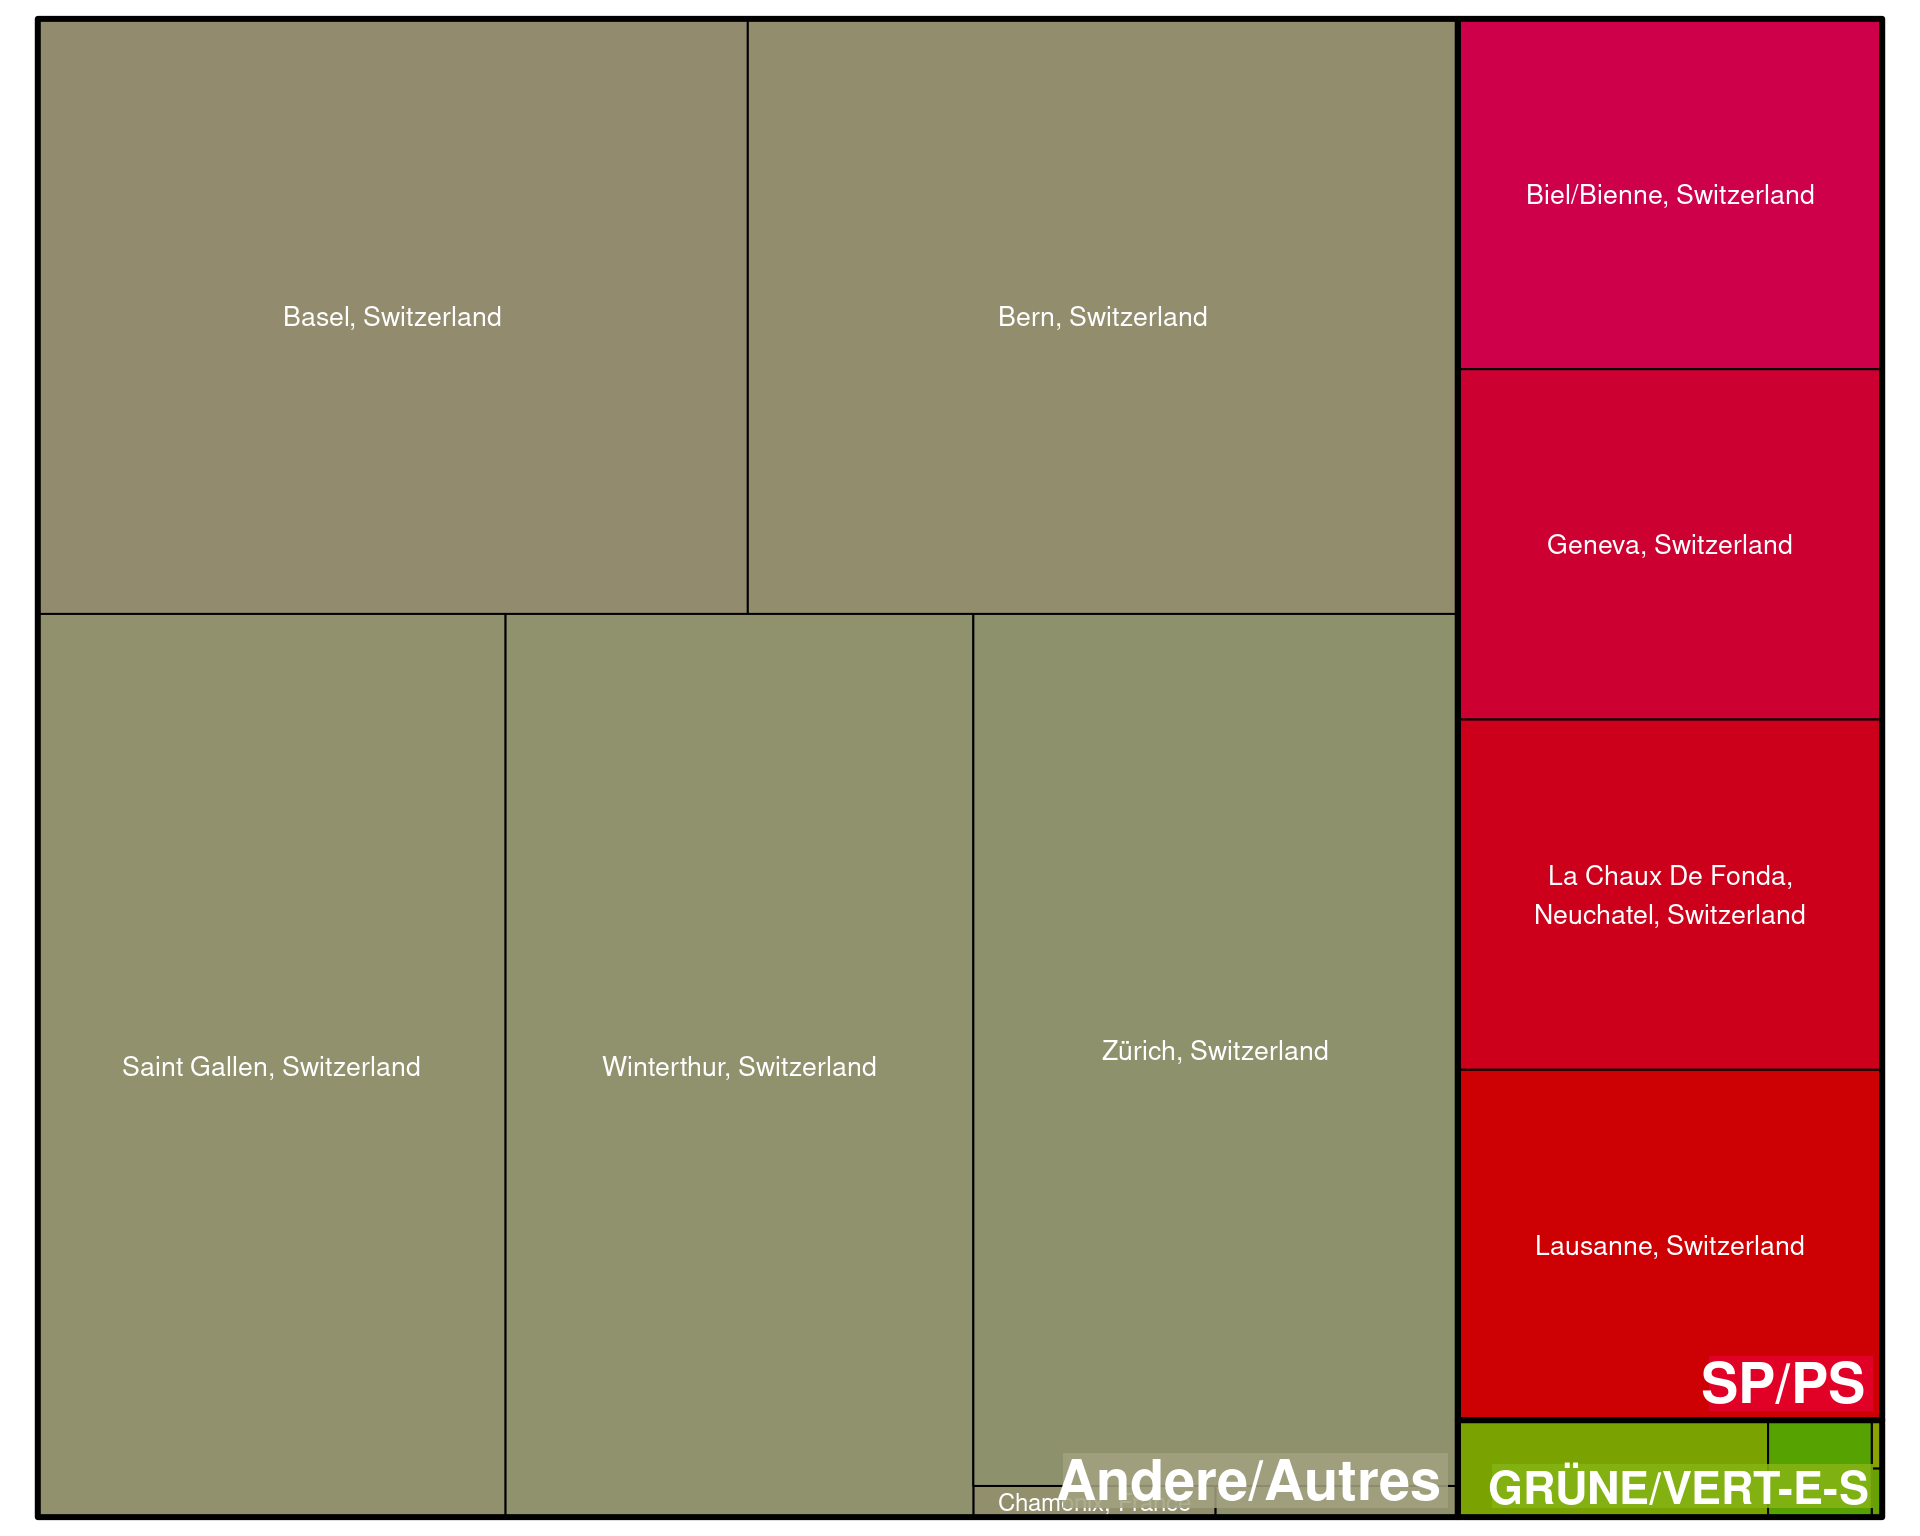 Basel, Switzerland
Bern, Switzerland
Biel/Bienne, Switzerland
Geneva, Switzerland
La Chaux De Fonda,
Neuchatel, Switzerland
Saint Gallen, Switzerland
Winterthur, Switzerland
Zürich, Switzerland
Lausanne, Switzerland
SP/PS
Andere/Autres
GRÜNE/VERT-E-S
Chamonix, France